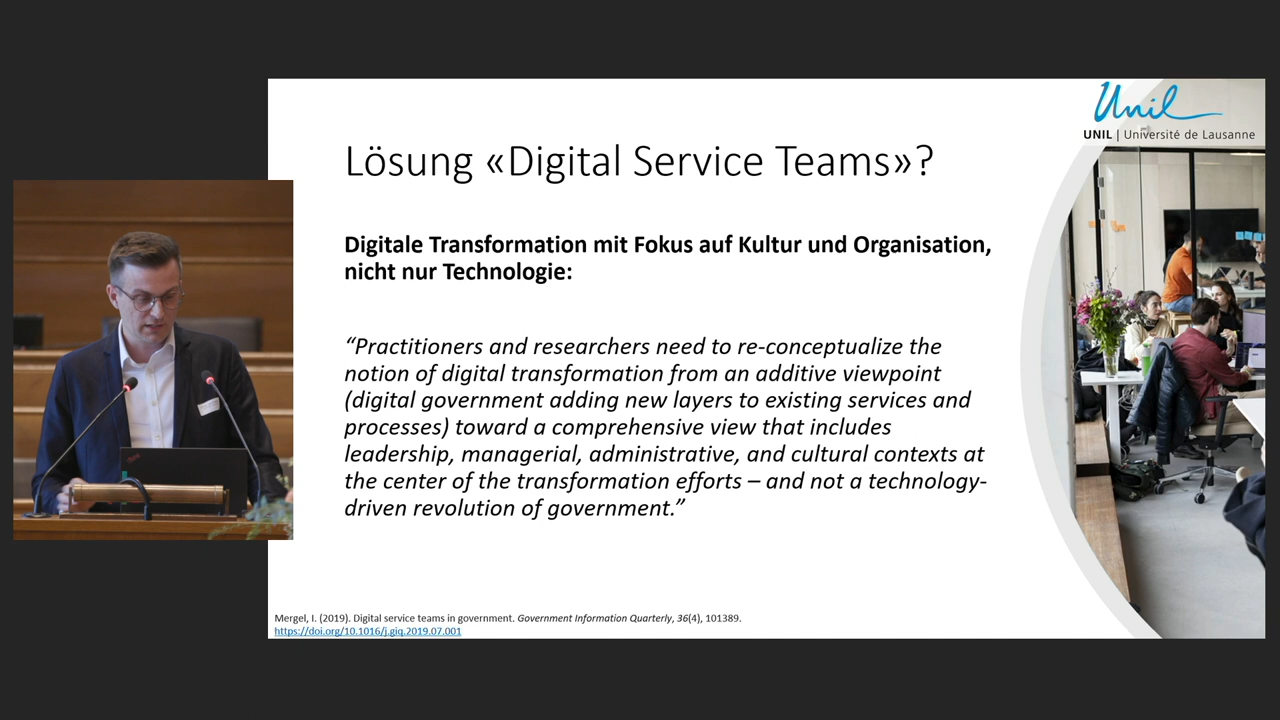 Unil
UNIL | Université de Lausanne
Lösung «Digital Service Teams»?
Digitale Transformation mit Fokus auf Kultur und Organisation,
nicht nur Technologie:
“Practitioners and researchers need to re-conceptualize the
notion of digital transformation from an additive viewpoint
(digital government adding new layers to existing services and
processes) toward a comprehensive view that includes
leadership, managerial, administrative, and cultural contexts at
the center of the transformation efforts – and not a technology-
driven revolution of government.”
Mergel, I. (2019). Digital service teams in government. Government Information Quarterly, 36(4), 101389.
https://doi.org/10.1016/j.giq.2019.07.001